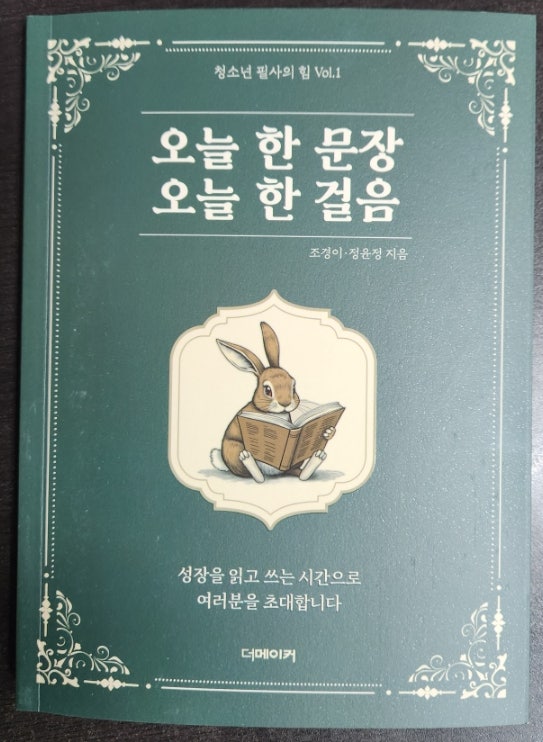 청소년 필사의 힘 Vol.1
오늘 한 문장
오늘 한 걸음
조경이·정윤정 지음
성장을 읽고 쓰는 시간으로
여러분을 초대합니다
더메이커